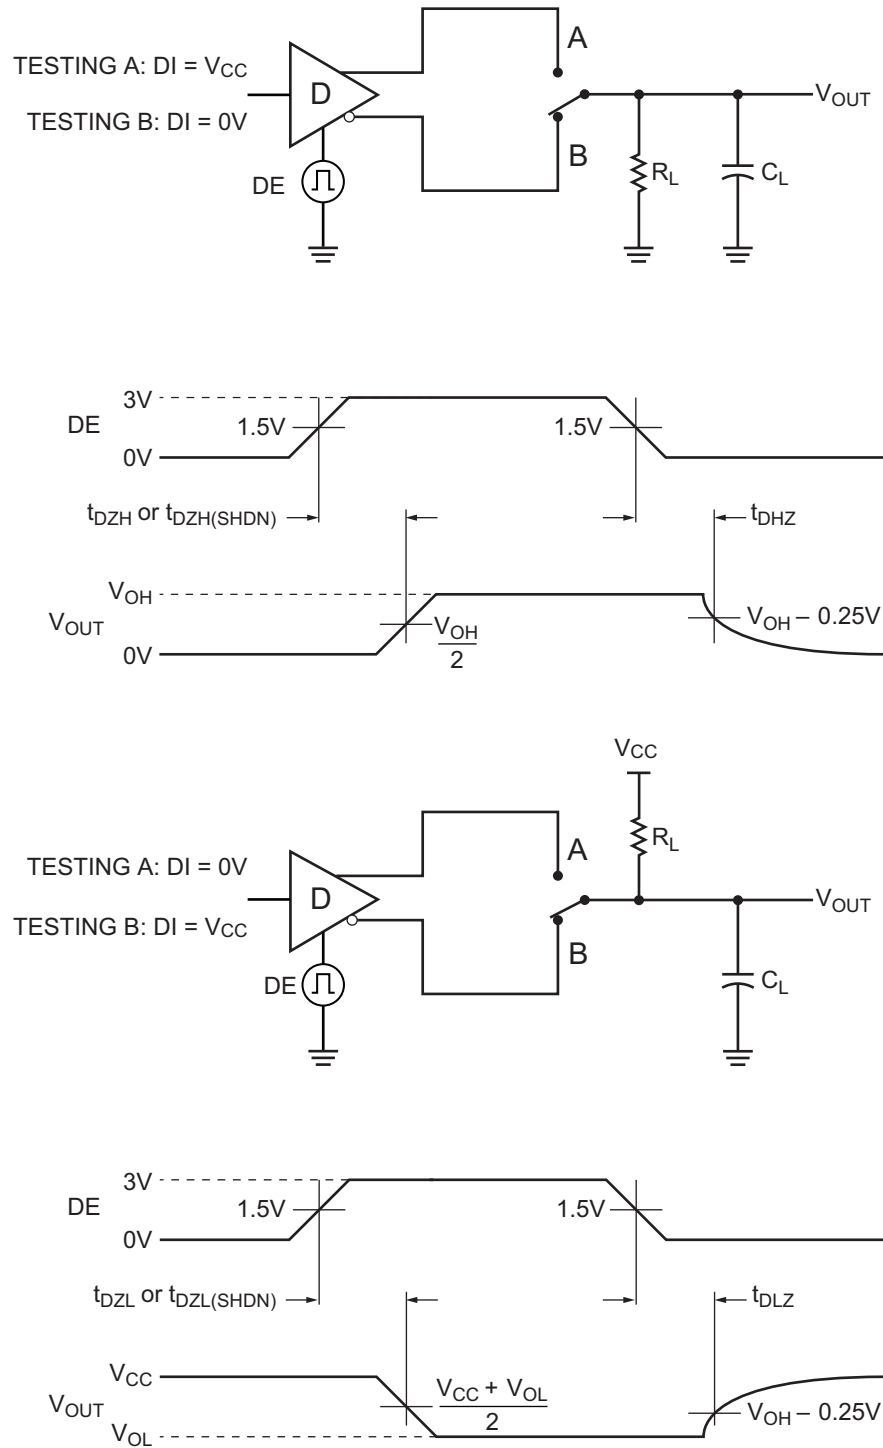 A
TESTING A: DI = VCC
D
VOUT
TESTING B: DI = 0V
B
DE
RL
CL
3V
DE
1.5V
1.5V
0V
tDZH or tDZH(SHDN)
tDHZ
VOH
VOUT
VOH
2
VOH – 0.25V
0V
VCC
RL
A
TESTING A: DI = 0V
D
VOUT
TESTING B: DI = VCC
B
DE
CL
3V
DE
1.5V
1.5V
0V
tDZL or tDZL(SHDN)
tDLZ
VCC
VOUT
VCC + VOL
2
VOH – 0.25V
VOL